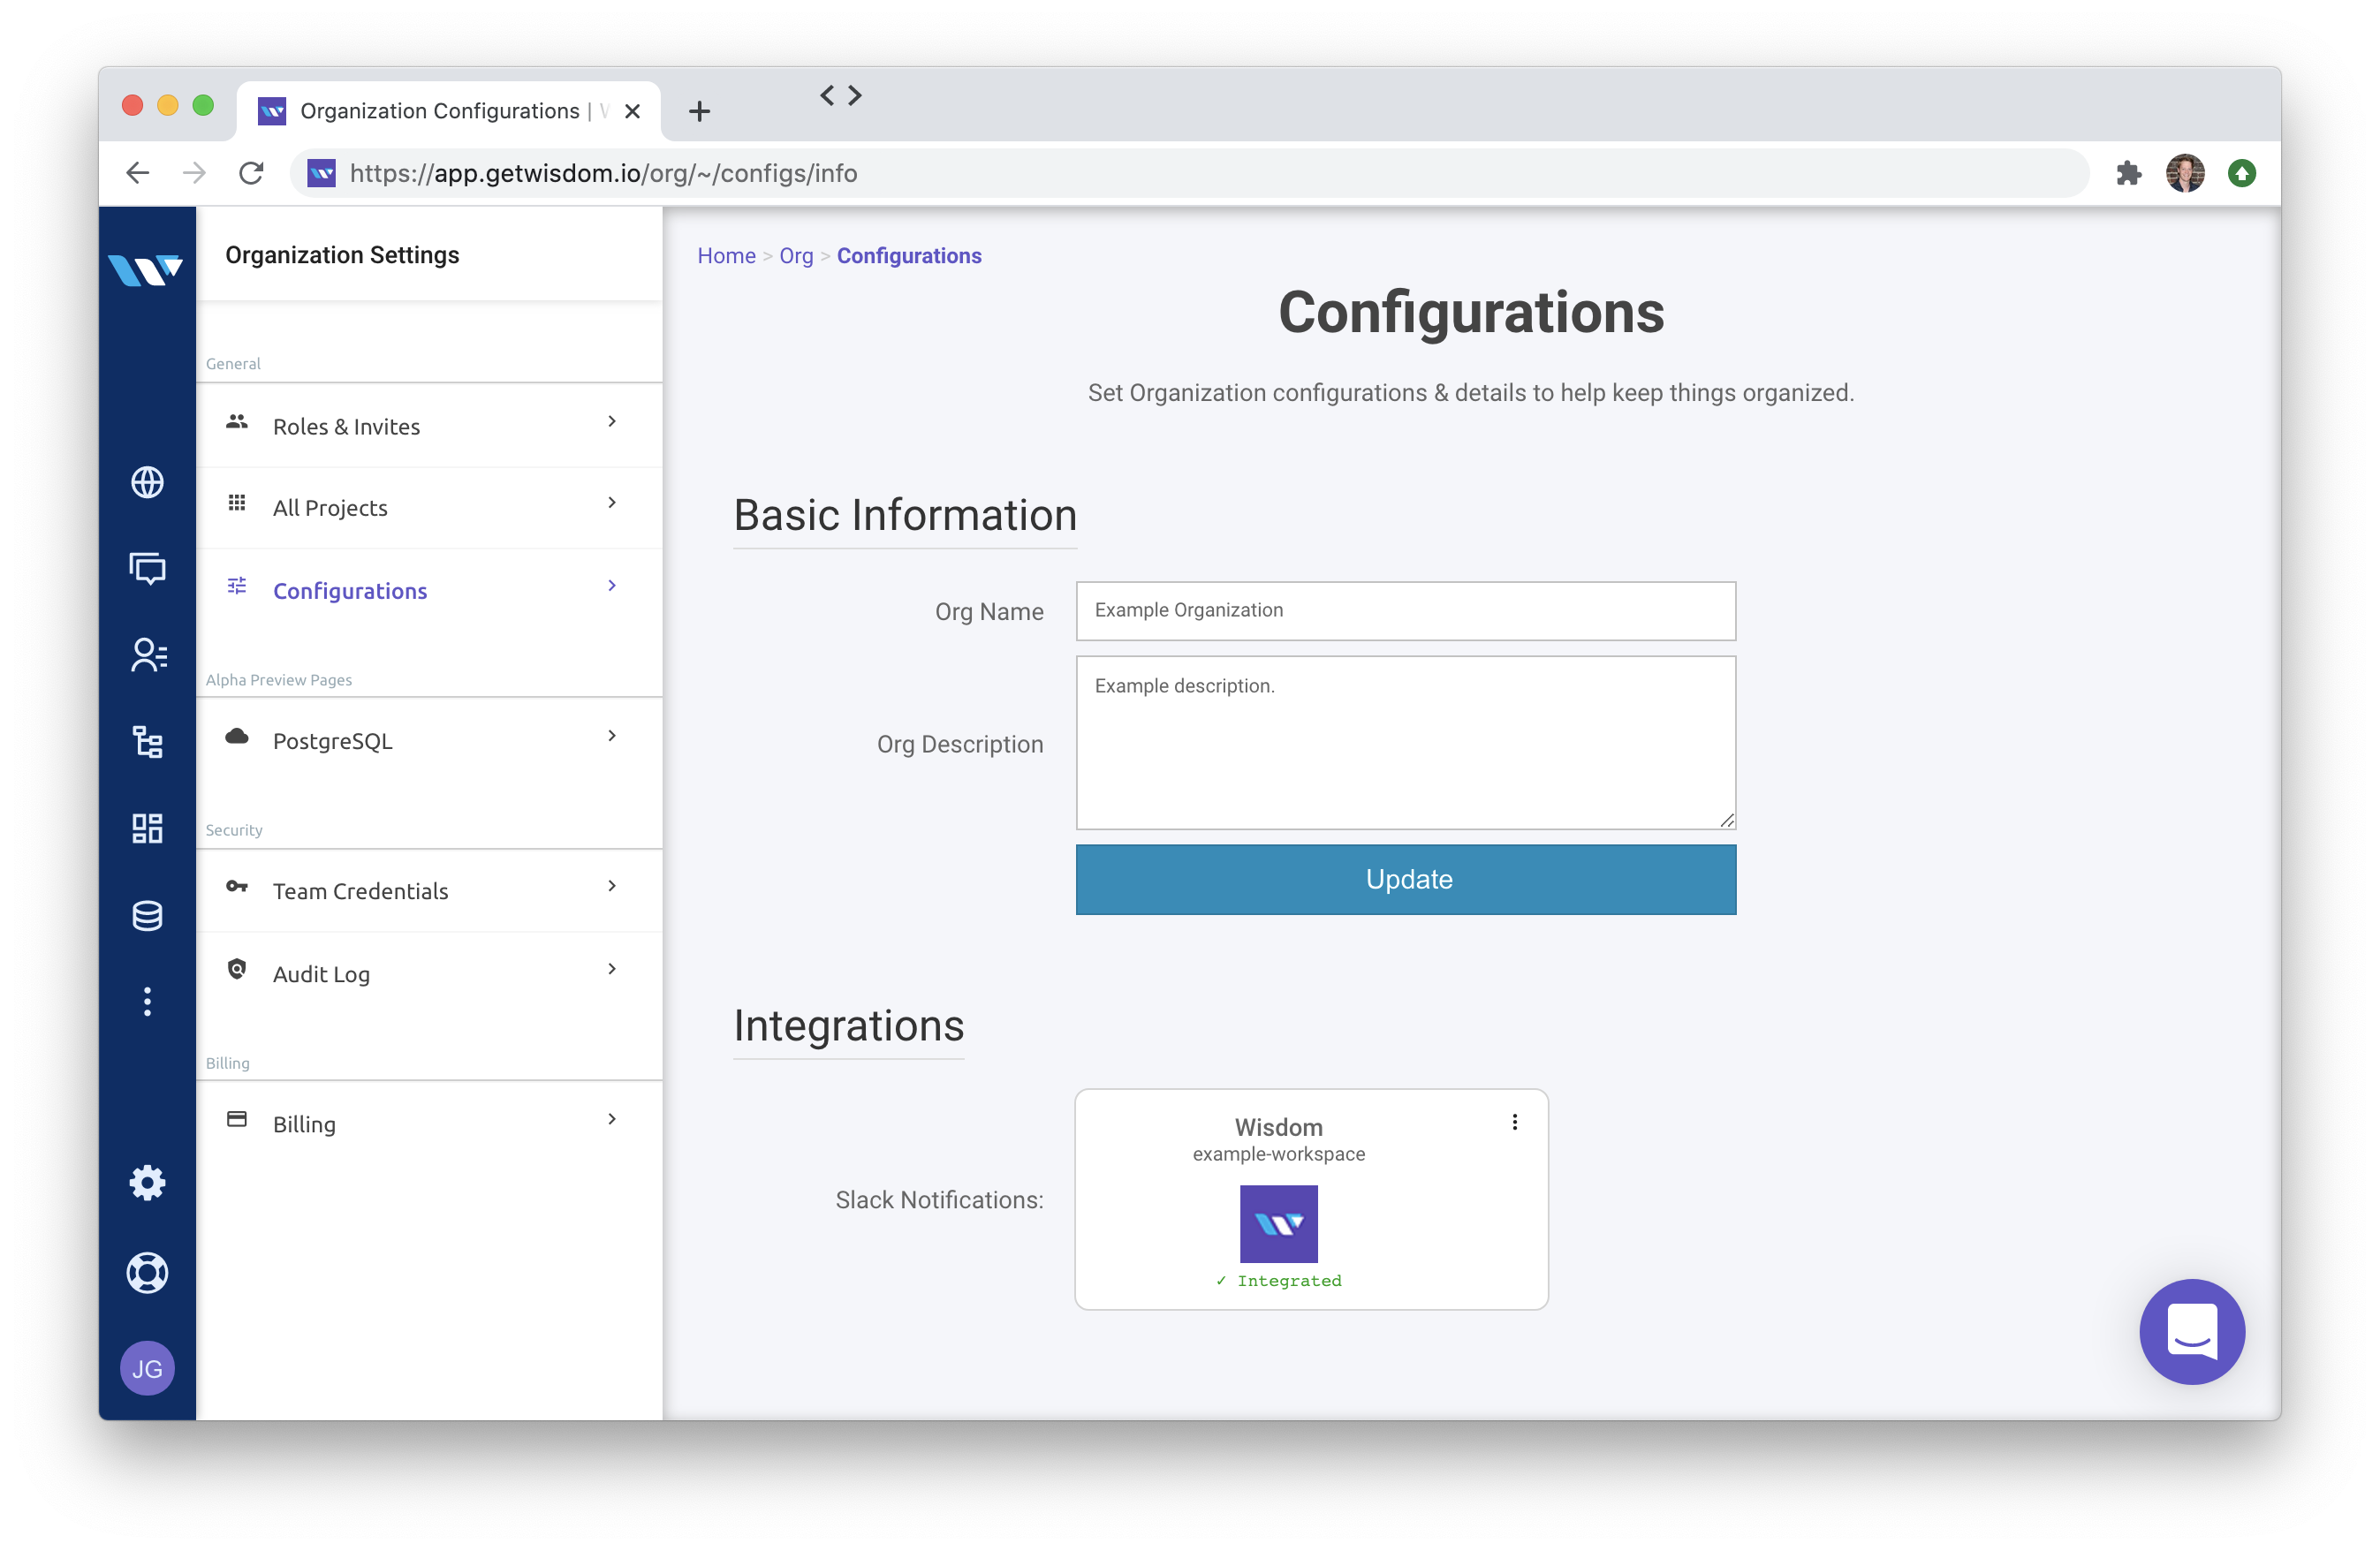 Organization Configurations |
https://app.getwisdom.io/org/~/configs/info
Organization Settings
General
Roles & Invites
All Projects
Configurations
Alpha Preview Pages
PostgreSQL
Security
Team Credentials
Audit Log
Billing
Billing
JG
Home > Org > Configurations
Configurations
Set Organization configurations & details to help keep things organized.
Basic Information
Org Name
Example Organization
Org Description
Example description.
Update
Integrations
Slack Notifications:
Wisdom
example-workspace
✓ Integrated